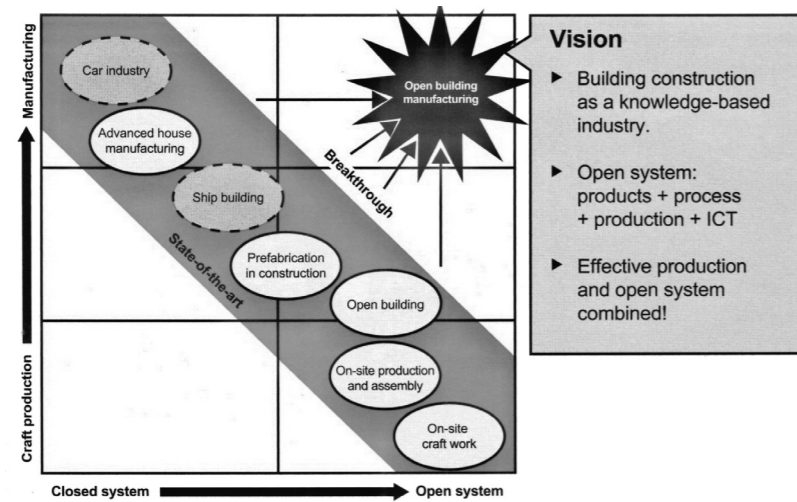 Manufacturing
Craft production
Car industry
Advanced house
manufacturing
Ship building
Prefabrication
in construction
Open building
On-site production
and assembly
On-site
craft work
State-of-the-art
Breakthrough
Open building
manufacturing
Closed system
Open system
Vision
▶ Building construction
as a knowledge-based
industry.
▶ Open system:
products + process
+ production + ICT
▶ Effective production
and open system
combined!